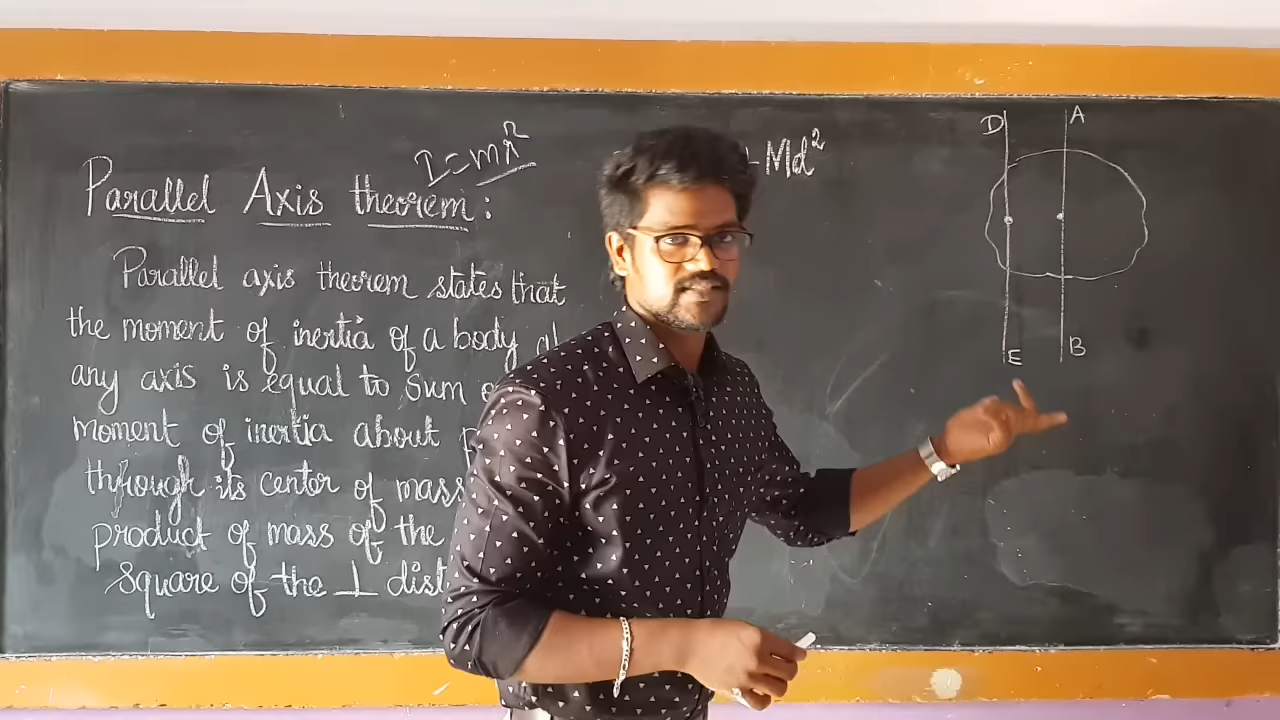 I=mr²
+Md²
Parallel Axis theorem:
Parallel axis theorem states that
the moment of inertia of a body
any axis is equal to sum
moment of inertia about
through its center of mass
product of mass of the
square of the ⊥ dist
D A
E B